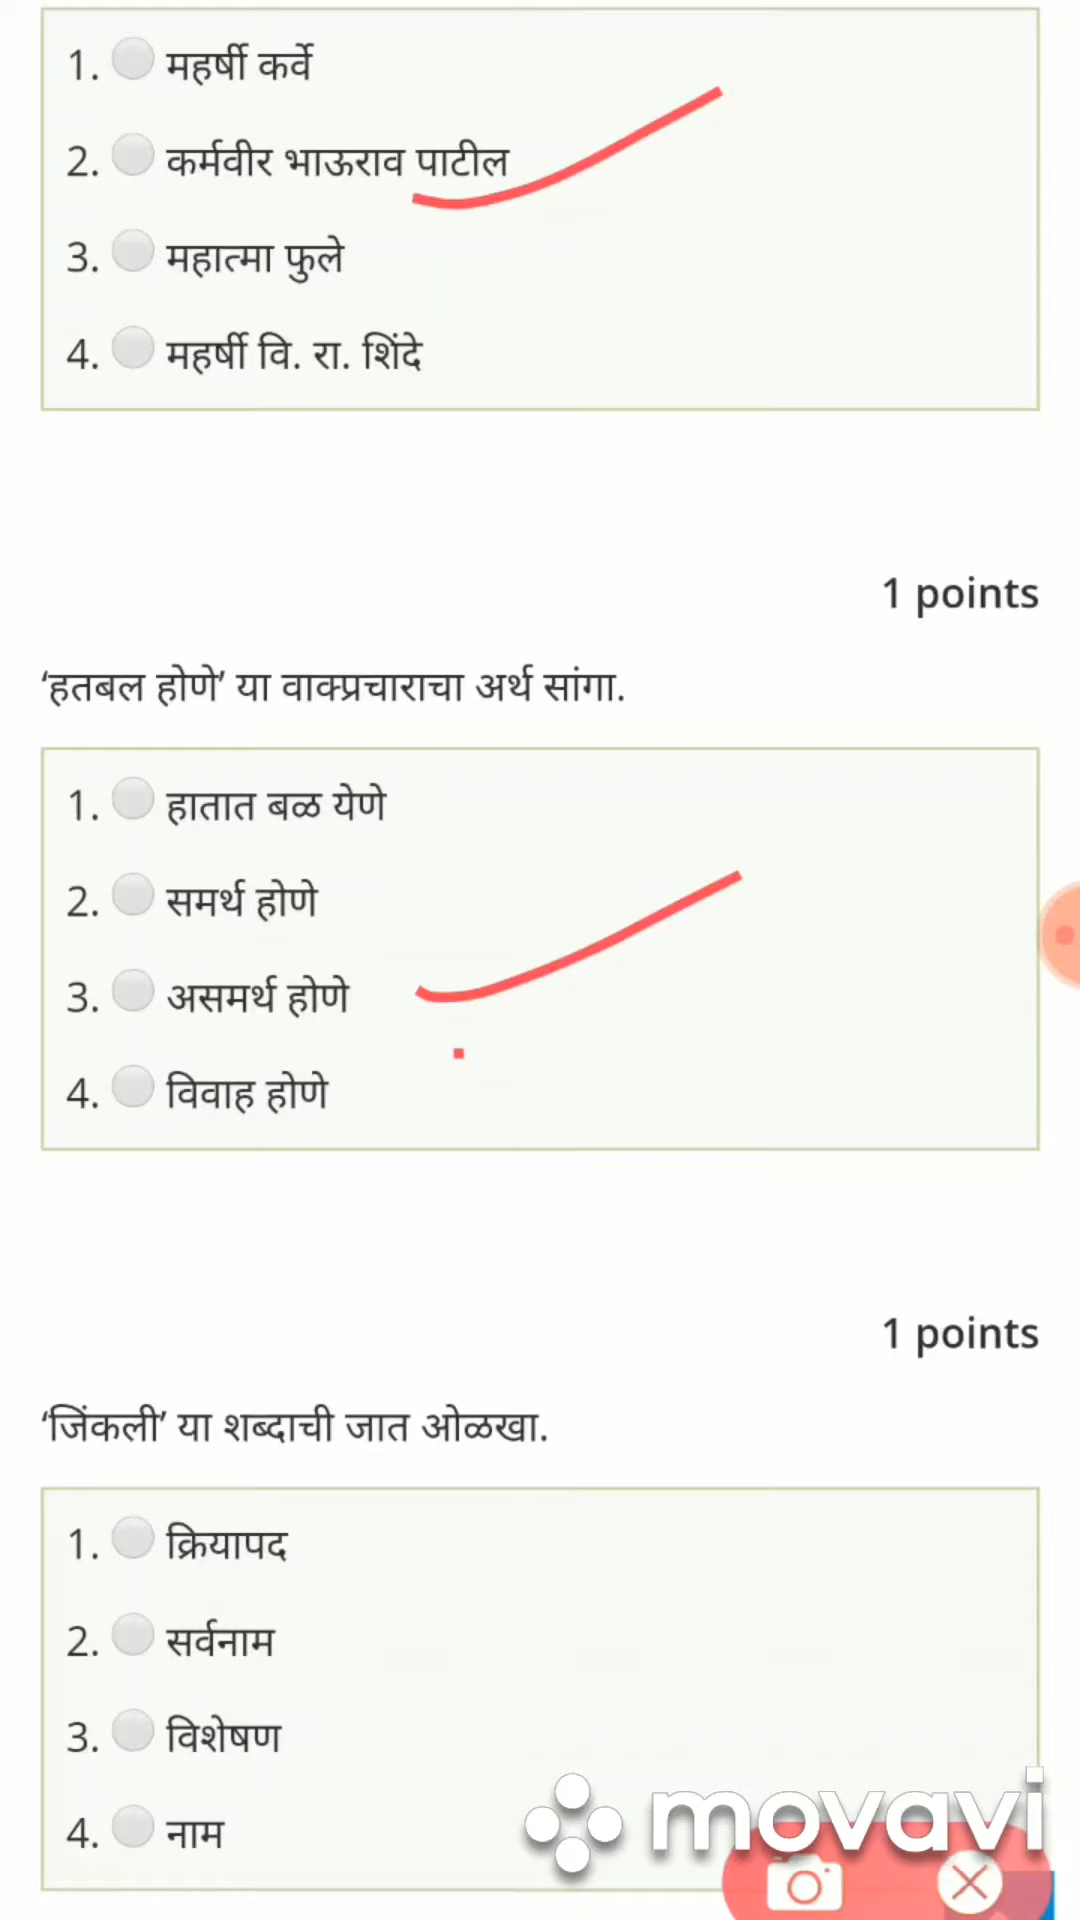 1. महर्षी कर्वे
2. कर्मवीर भाऊराव पाटील
3. महात्मा फुले
4. महर्षी वि. रा. शिंदे
1 points
‘हतबल होणे’ या वाक्प्रचाराचा अर्थ सांगा.
1. हातात बळ येणे
2. समर्थ होणे
3. असमर्थ होणे
4. विवाह होणे
1 points
‘जिंकली’ या शब्दाची जात ओळखा.
1. क्रियापद
2. सर्वनाम
3. विशेषण
4. नाम
movavi